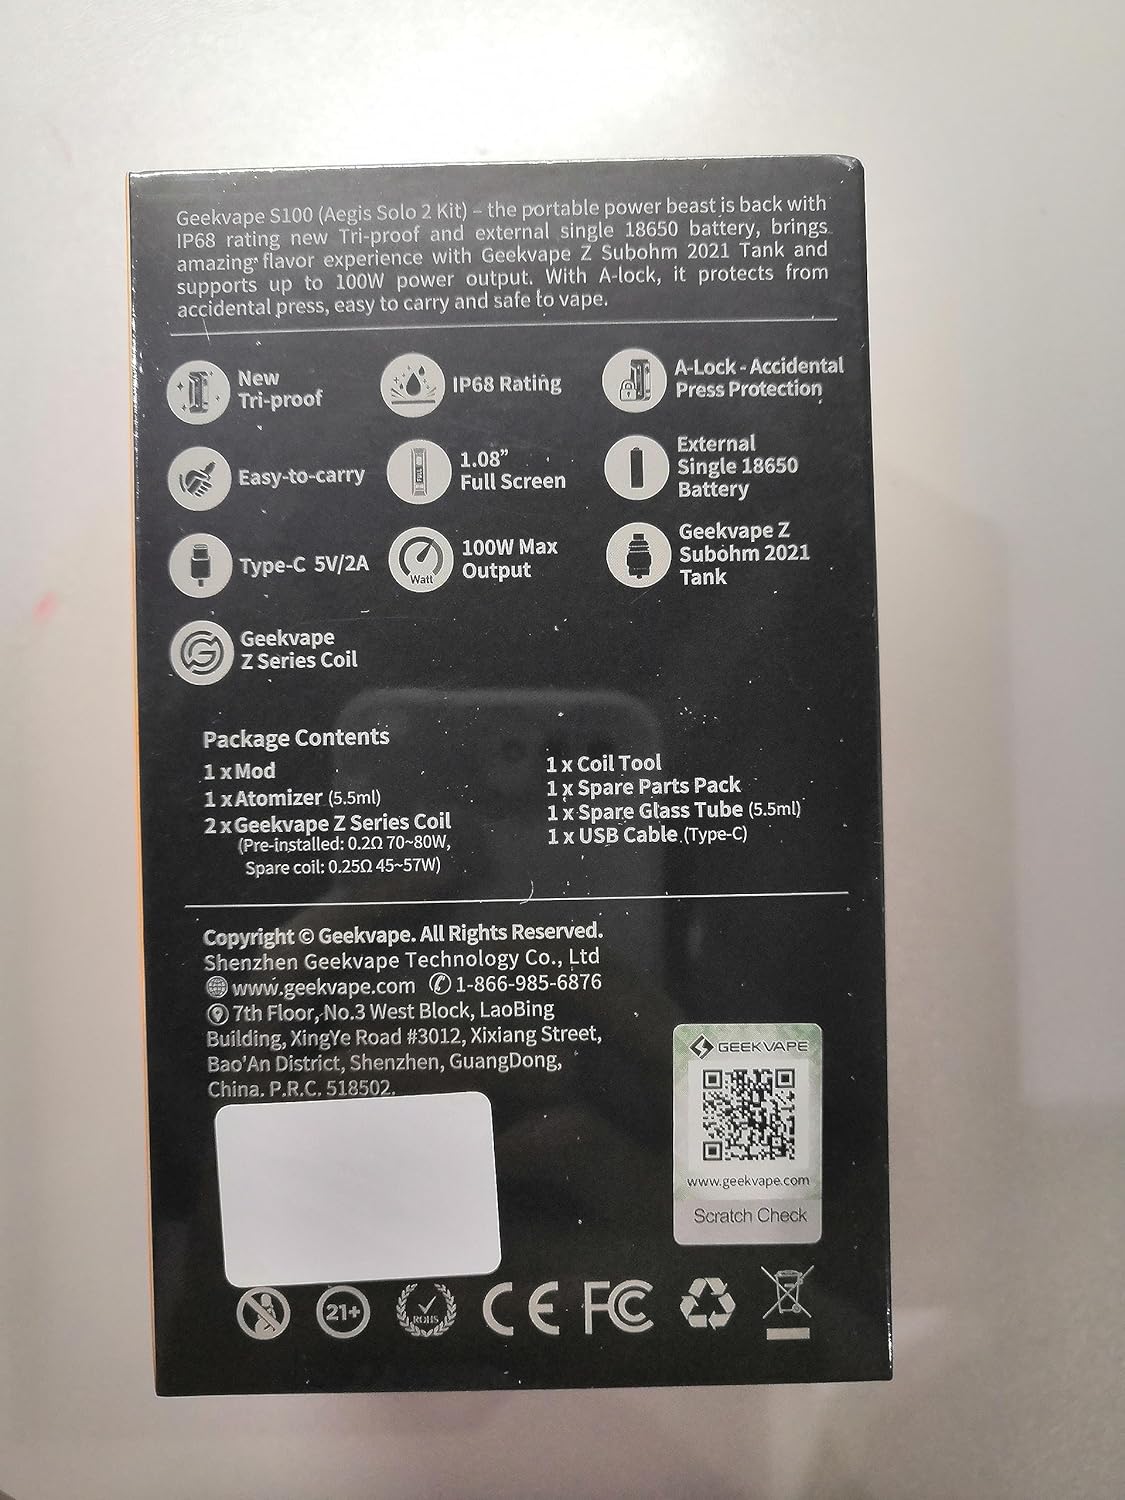 Geekvape S100 (Aegis Solo 2 Kit) – the portable power beast is back with
IP68 rating new Tri-proof and external single 18650 battery, brings
amazing flavor experience with Geekvape Z Subohm 2021 Tank and
supports up to 100W power output. With A-lock, it protects from
accidental press, easy to carry and safe to vape.
New
Tri-proof
IP68 Rating
A-Lock - Accidental
Press Protection
Easy-to-carry
1.08”
Full Screen
External
Single 18650
Battery
Type-C 5V/2A
Watt
100W Max
Output
Geekvape Z
Subohm 2021
Tank
Geekvape
Z Series Coil
Package Contents
1 x Mod
1 x Atomizer (5.5ml)
2 x Geekvape Z Series Coil
(Pre-installed: 0.2Ω 70~80W,
Spare coil: 0.25Ω 45~57W)
1 x Coil Tool
1 x Spare Parts Pack
1 x Spare Glass Tube (5.5ml)
1 x USB Cable (Type-C)
Copyright © Geekvape. All Rights Reserved.
Shenzhen Geekvape Technology Co., Ltd
www.geekvape.com 1-866-985-6876
7th Floor, No.3 West Block, LaoBing
Building, XingYe Road #3012, Xixiang Street,
Bao'An District, Shenzhen, GuangDong,
China. P.R.C. 518502.
GEEKVAPE
www.geekvape.com
Scratch Check
21+
ROHS
CE
FC